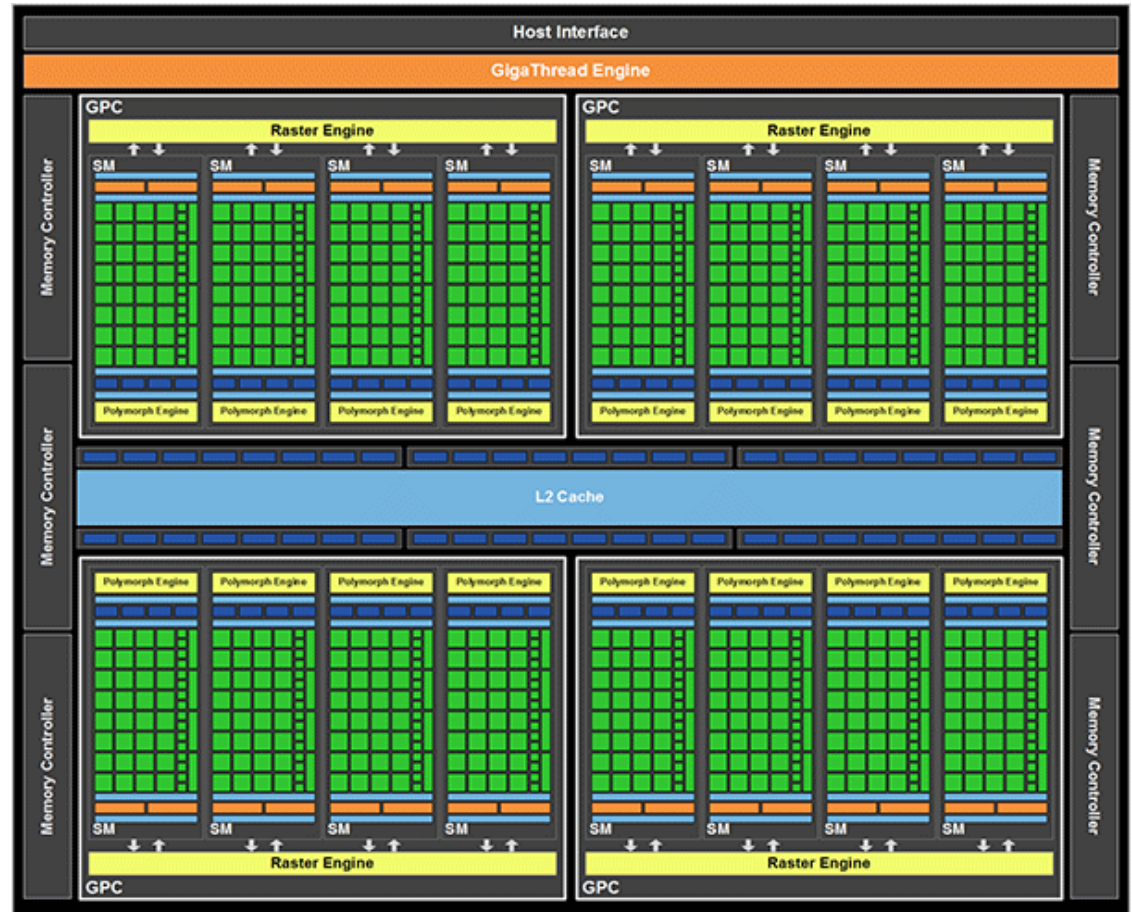 Host Interface
GigaThread Engine
GPC GPC
Raster Engine Raster Engine
SM SM SM SM SM SM SM SM
Memory Controller Memory Controller
Polymorph Engine Polymorph Engine Polymorph Engine Polymorph Engine Polymorph Engine Polymorph Engine Polymorph Engine Polymorph Engine
L2 Cache
Memory Controller Memory Controller
Polymorph Engine Polymorph Engine Polymorph Engine Polymorph Engine Polymorph Engine Polymorph Engine Polymorph Engine Polymorph Engine
Memory Controller Memory Controller
SM SM SM SM SM SM SM SM
Raster Engine Raster Engine
GPC GPC